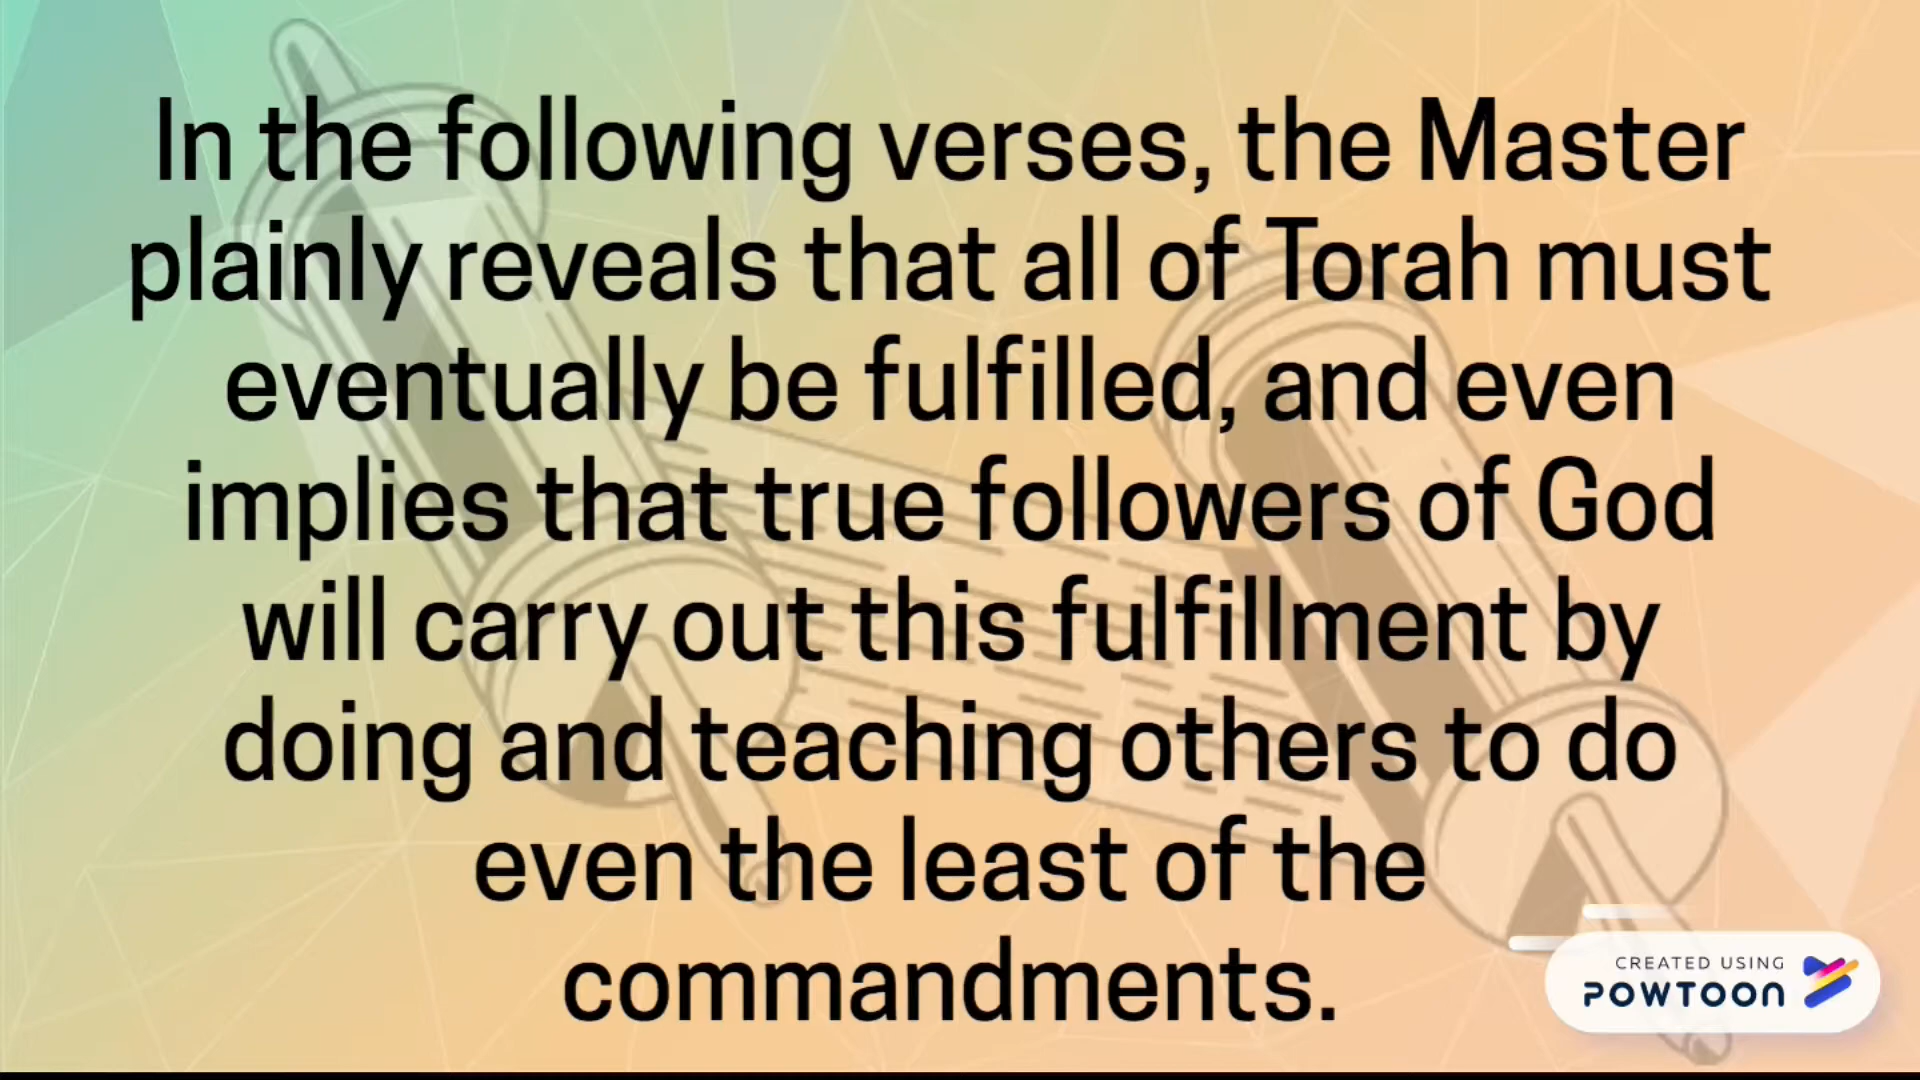 In the following verses, the Master
plainly reveals that all of Torah must
eventually be fulfilled, and even
implies that true followers of God
will carry out this fulfillment by
doing and teaching others to do
even the least of the
commandments.
CREATED USING
POWTOON